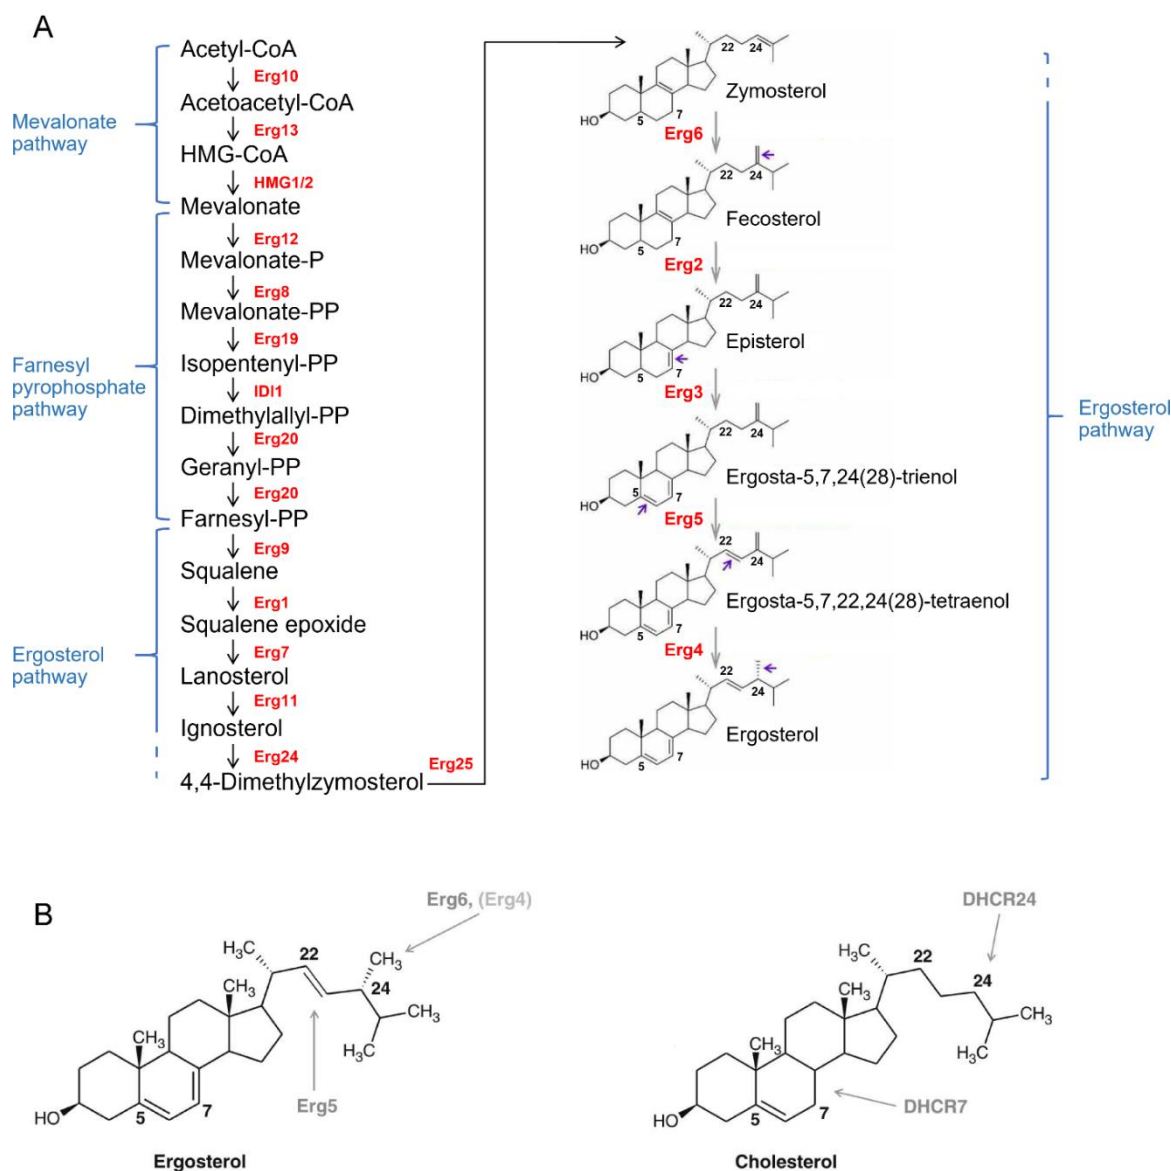 A
Mevalonate
pathway
Acetyl-CoA
Erg10
Acetoacetyl-CoA
Erg13
HMG-CoA
HMG1/2
Mevalonate
Farnesyl
pyrophosphate
pathway
Erg12
Mevalonate-P
Erg8
Mevalonate-PP
Erg19
Isopentenyl-PP
IDI1
Dimethylallyl-PP
Erg20
Geranyl-PP
Erg20
Farnesyl-PP
Ergosterol
pathway
Erg9
Squalene
Erg1
Squalene epoxide
Erg7
Lanosterol
Erg11
Ignosterol
Erg24
4,4-Dimethylzymosterol
Erg25
22 24
Zymosterol
HO 5 7
Erg6
22 24
Fecosterol
HO 5 7
Erg2
22 24
Episterol
HO 5 7
Erg3
22 24
Ergosta-5,7,24(28)-trienol
HO 5 7
Erg5
22 24
Ergosta-5,7,22,24(28)-tetraenol
HO 5 7
Erg4
22 24
Ergosterol
HO 5 7
Ergosterol
pathway
B
Erg6, (Erg4)
H3C 22 CH3
24
CH3 CH3
CH3 H3C
Erg5
HO 5 7
Ergosterol
DHCR24
H3C 22 24
CH3 CH3
CH3 H3C
DHCR7
HO 5 7
Cholesterol